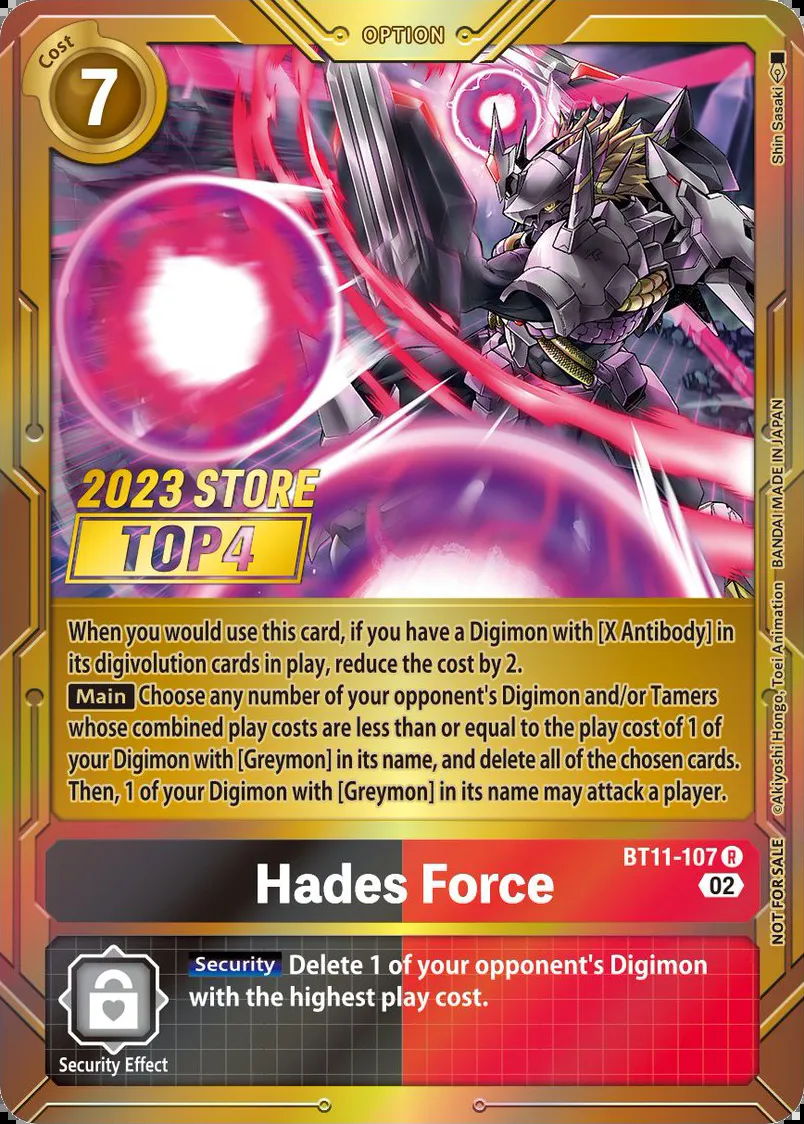 OPTION
Cost
7
Shin Sasaki
2023 STORE
TOP4
When you would use this card, if you have a Digimon with [X Antibody] in
its digivolution cards in play, reduce the cost by 2.
Main Choose any number of your opponent's Digimon and/or Tamers
whose combined play costs are less than or equal to the play cost of 1 of
your Digimon with [Greymon] in its name, and delete all of the chosen cards.
Then, 1 of your Digimon with [Greymon] in its name may attack a player.
©Akiyoshi Hongo, Toei Animation BANDAI MADE IN JAPAN
NOT FOR SALE
BT11-107 R
Hades Force
02
Security Delete 1 of your opponent's Digimon
with the highest play cost.
Security Effect